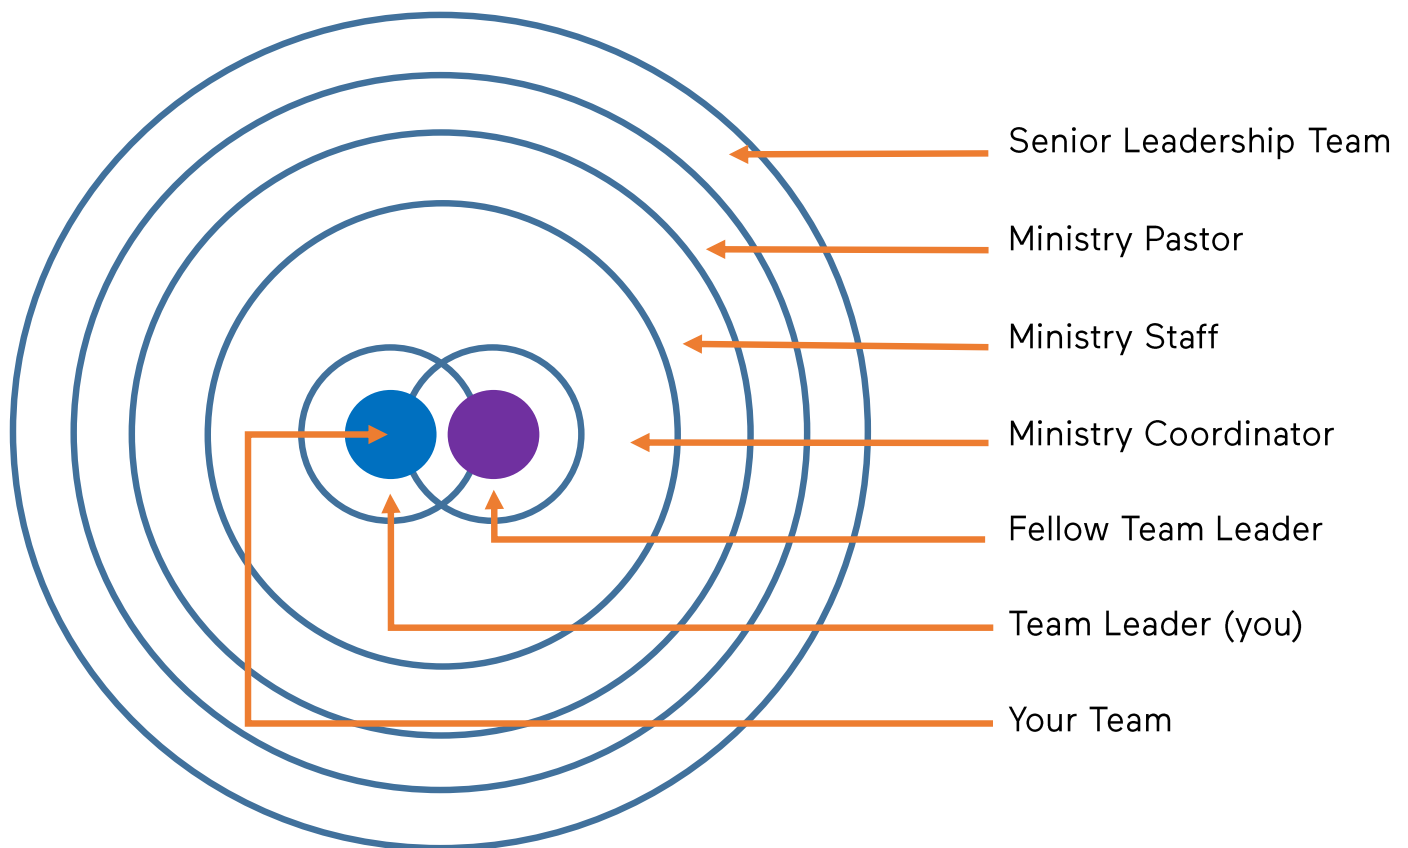 Senior Leadership Team
Ministry Pastor
Ministry Staff
Ministry Coordinator
Fellow Team Leader
Team Leader (you)
Your Team